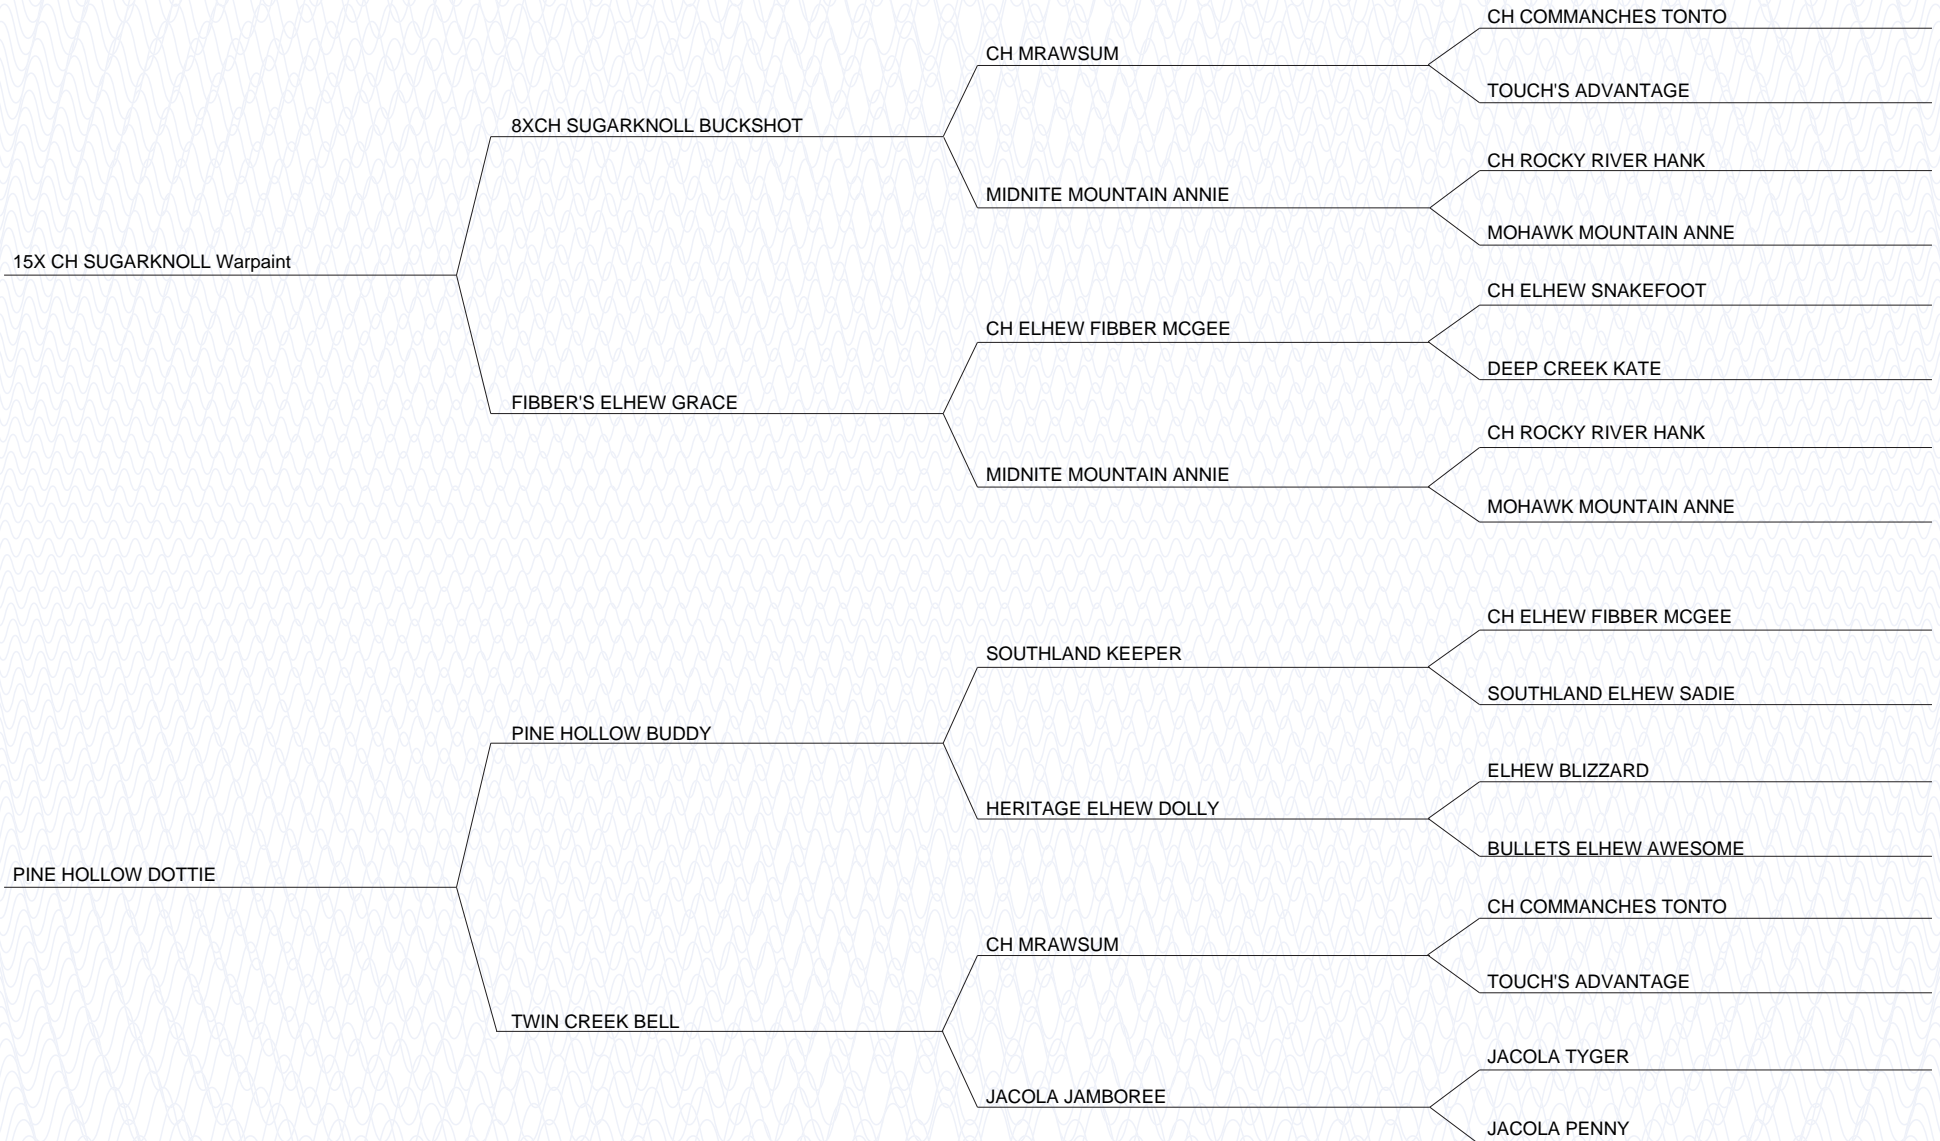 CH COMMANCHES TONTO
CH MRAWSUM
TOUCH'S ADVANTAGE
8XCH SUGARKNOLL BUCKSHOT
CH ROCKY RIVER HANK
MIDNITE MOUNTAIN ANNIE
MOHAWK MOUNTAIN ANNE
15X CH SUGARKNOLL Warpaint
CH ELHEW SNAKEFOOT
CH ELHEW FIBBER MCGEE
DEEP CREEK KATE
FIBBER'S ELHEW GRACE
CH ROCKY RIVER HANK
MIDNITE MOUNTAIN ANNIE
MOHAWK MOUNTAIN ANNE
CH ELHEW FIBBER MCGEE
SOUTHLAND KEEPER
SOUTHLAND ELHEW SADIE
PINE HOLLOW BUDDY
ELHEW BLIZZARD
HERITAGE ELHEW DOLLY
BULLETS ELHEW AWESOME
PINE HOLLOW DOTTIE
CH COMMANCHES TONTO
CH MRAWSUM
TOUCH'S ADVANTAGE
TWIN CREEK BELL
JACOLA TYGER
JACOLA JAMBOREE
JACOLA PENNY